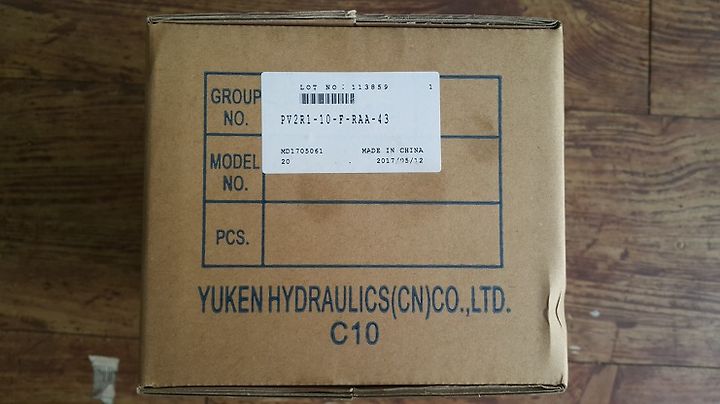 LOT NO: 113859 1
PV2R1-10-F-RAA-43
MD1705061 MADE IN CHINA
20 . 2017/05/12
GROUP
NO.
MODEL
NO.
PCS.
YUKEN HYDRAULICS(CN)CO.,LTD.
C10